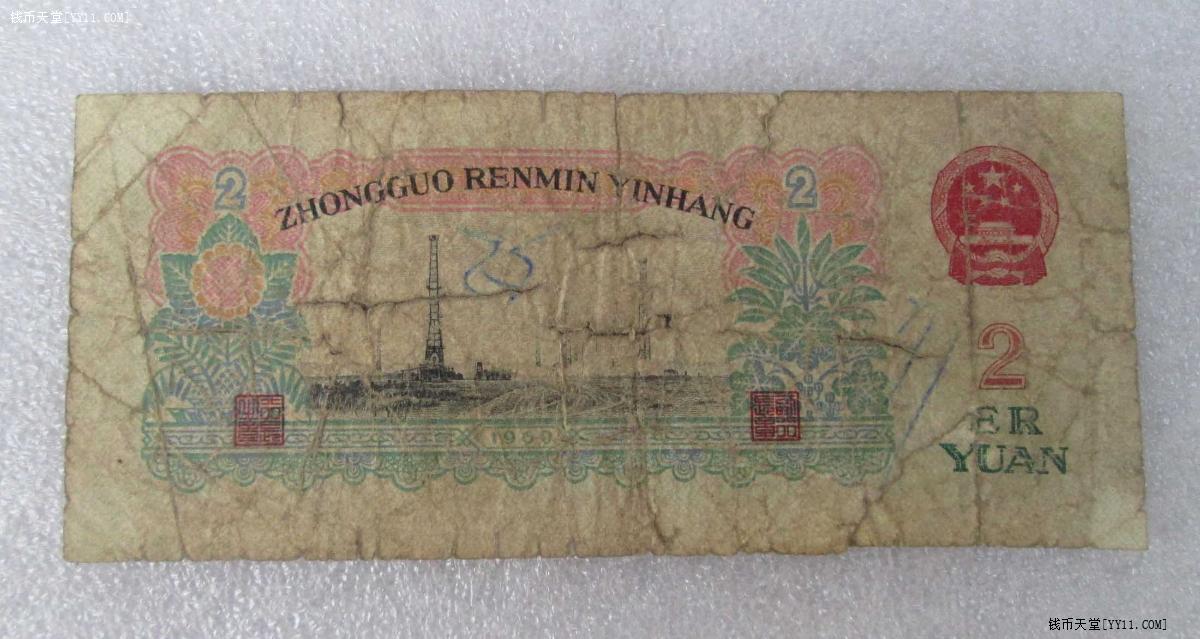 钱币天堂[YY11.COM]
2
ZHONGGUO RENMIN YINHANG
2
2
ER
YUAN
1960
钱币天堂[YY11.COM]